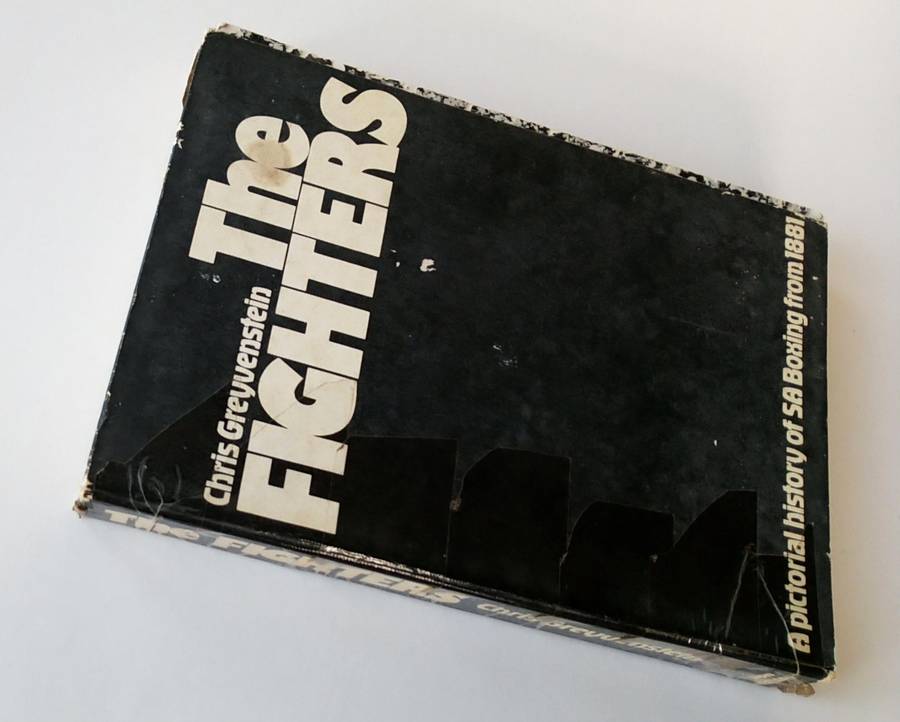 Chris Greyvenstein
The
FIGHTERS
A pictorial history of SA Boxing from 1881
The FIGHTERS Chris Greyvenstein